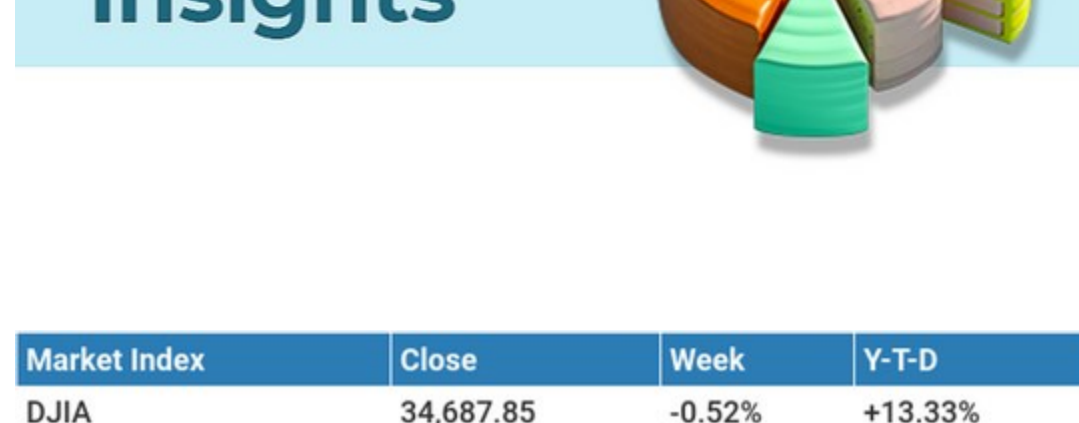 Insights
Market Index Close Week Y-T-D
DJIA 34,687.85 -0.52% +13.33%